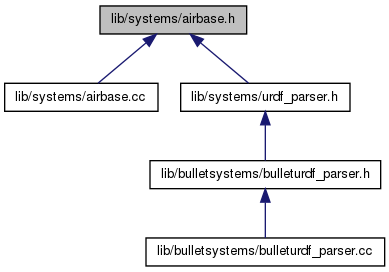 lib/systems/airbase.h
lib/systems/airbase.cc
lib/systems/urdf_parser.h
lib/bulletsystems/bulleturdf_parser.h
lib/bulletsystems/bulleturdf_parser.cc